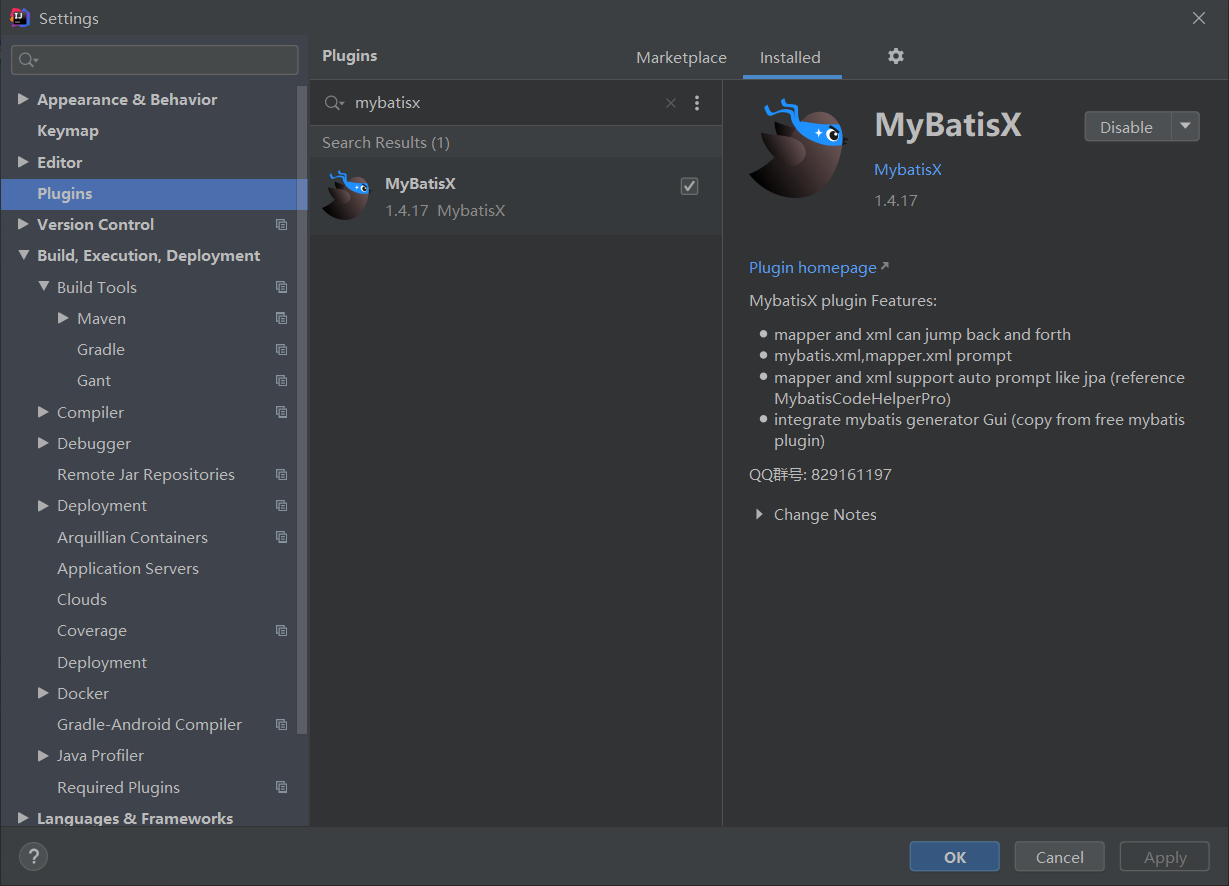 Settings
Plugins
Marketplace
Installed
Appearance & Behavior
Keymap
Editor
Plugins
Version Control
Build, Execution, Deployment
Build Tools
Maven
Gradle
Gant
Compiler
Debugger
Remote Jar Repositories
Deployment
Arquillian Containers
Application Servers
Clouds
Coverage
Deployment
Docker
Gradle-Android Compiler
Java Profiler
Required Plugins
Languages & Frameworks
mybatisx
Search Results (1)
MyBatisX
1.4.17 MybatisX
MyBatisX
Disable
MybatisX
1.4.17
Plugin homepage
MybatisX plugin Features:
mapper and xml can jump back and forth
mybatis.xml,mapper.xml prompt
mapper and xml support auto prompt like jpa (reference
MybatisCodeHelperPro)
integrate mybatis generator Gui (copy from free mybatis
plugin)
QQ群号: 829161197
Change Notes
?
OK
Cancel
Apply